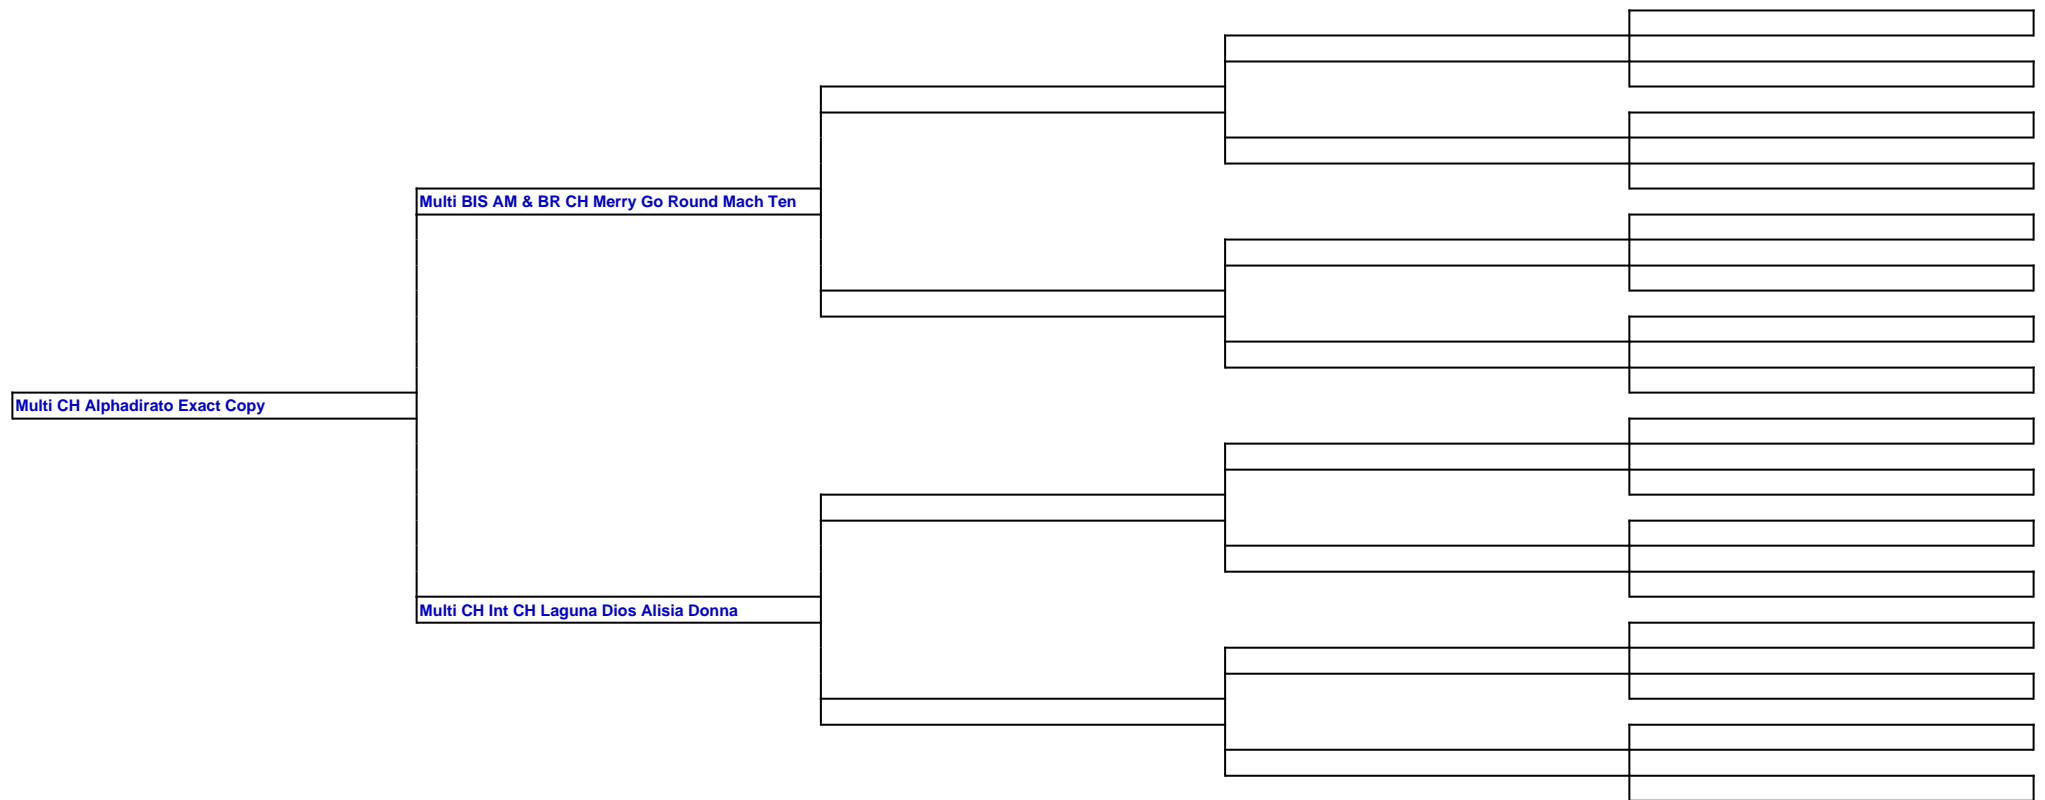 Multi BIS AM & BR CH Merry Go Round Mach Ten
Multi CH Alphadirato Exact Copy
Multi CH Int CH Laguna Dios Alisia Donna